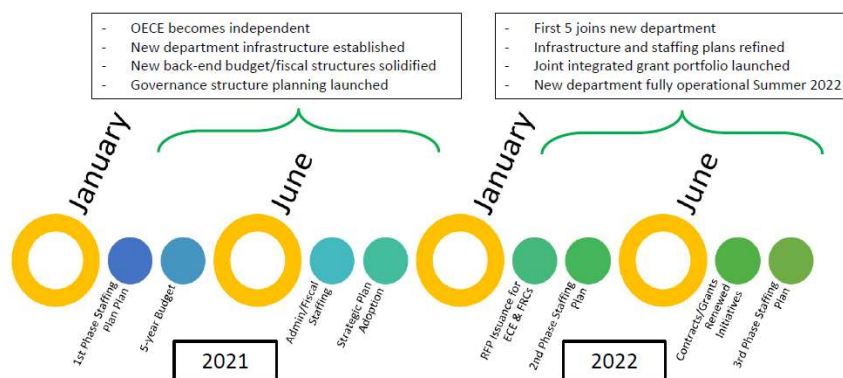 - OECE becomes independent
- New department infrastructure established
- New back-end budget/fiscal structures solidified
- Governance structure planning launched
- First 5 joins new department
- Infrastructure and staffing plans refined
- Joint integrated grant portfolio launched
- New department fully operational Summer 2022
January
June
January
June
1st Phase Staffing
Plan Plan
5-year Budget
Admin/Fiscal
Staffing
Strategic Plan
Adoption
RFP Issuance for
ECE & FRCs
2nd Phase Staffing
Plan
Contracts/Grants
Renewed
Initiatives
3rd Phase Staffing
Plan
2021
2022